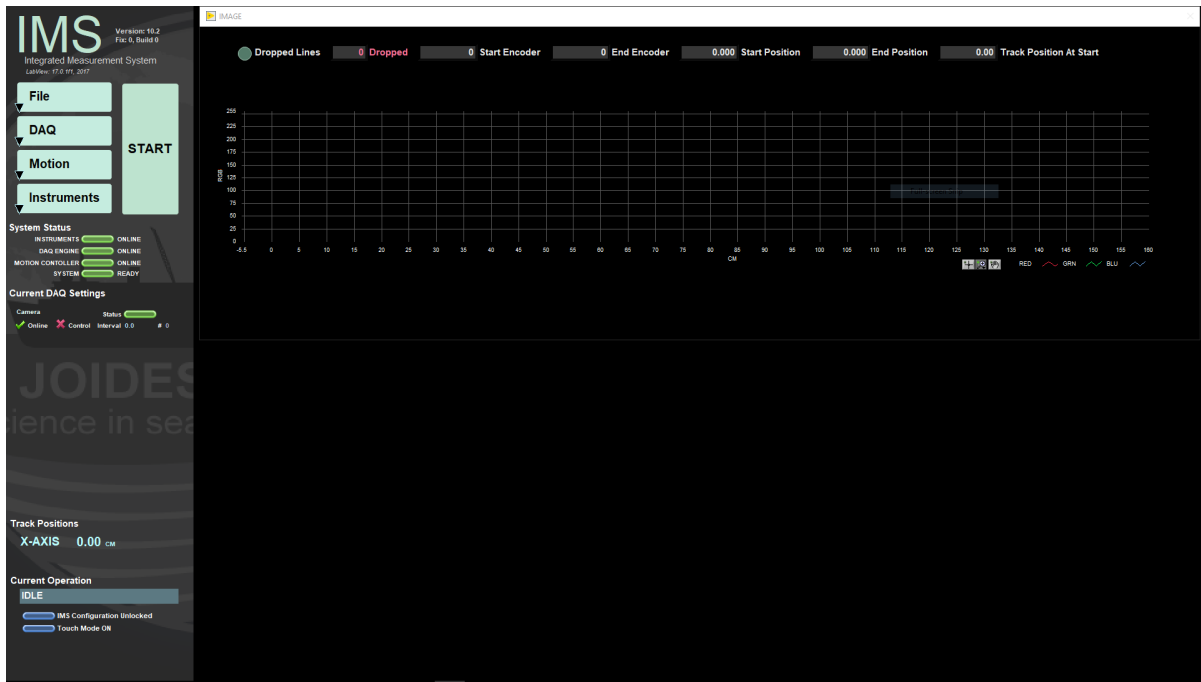 IMS
Version: 10.2
Fix: 0, Build 0
Integrated Measurement System
LabView: 17.0.1f1, 2017
File
DAQ
Motion
Instruments
START
System Status
INSTRUMENTS ONLINE
DAQ ENGINE ONLINE
MOTION CONTOLLER ONLINE
SYSTEM READY
Current DAQ Settings
Camera Status
Online Control Interval 0.0 # 0
JOIDES
ience in sea
Track Positions
X-AXIS 0.00 CM
Current Operation
IDLE
IMS Configuration Unlocked
Touch Mode ON
IMAGE
Dropped Lines 0 Dropped 0 Start Encoder 0 End Encoder 0.000 Start Position 0.000 End Position 0.00 Track Position At Start
255
225
200
175
150
125
100
75
50
25
0
RGB
-5.5 0 5 10 15 20 25 30 35 40 45 50 55 60 65 70 75 80 85 90 95 100 105 110 115 120 125 130 135 140 145 150 155 160
CM
RED GRN BLU